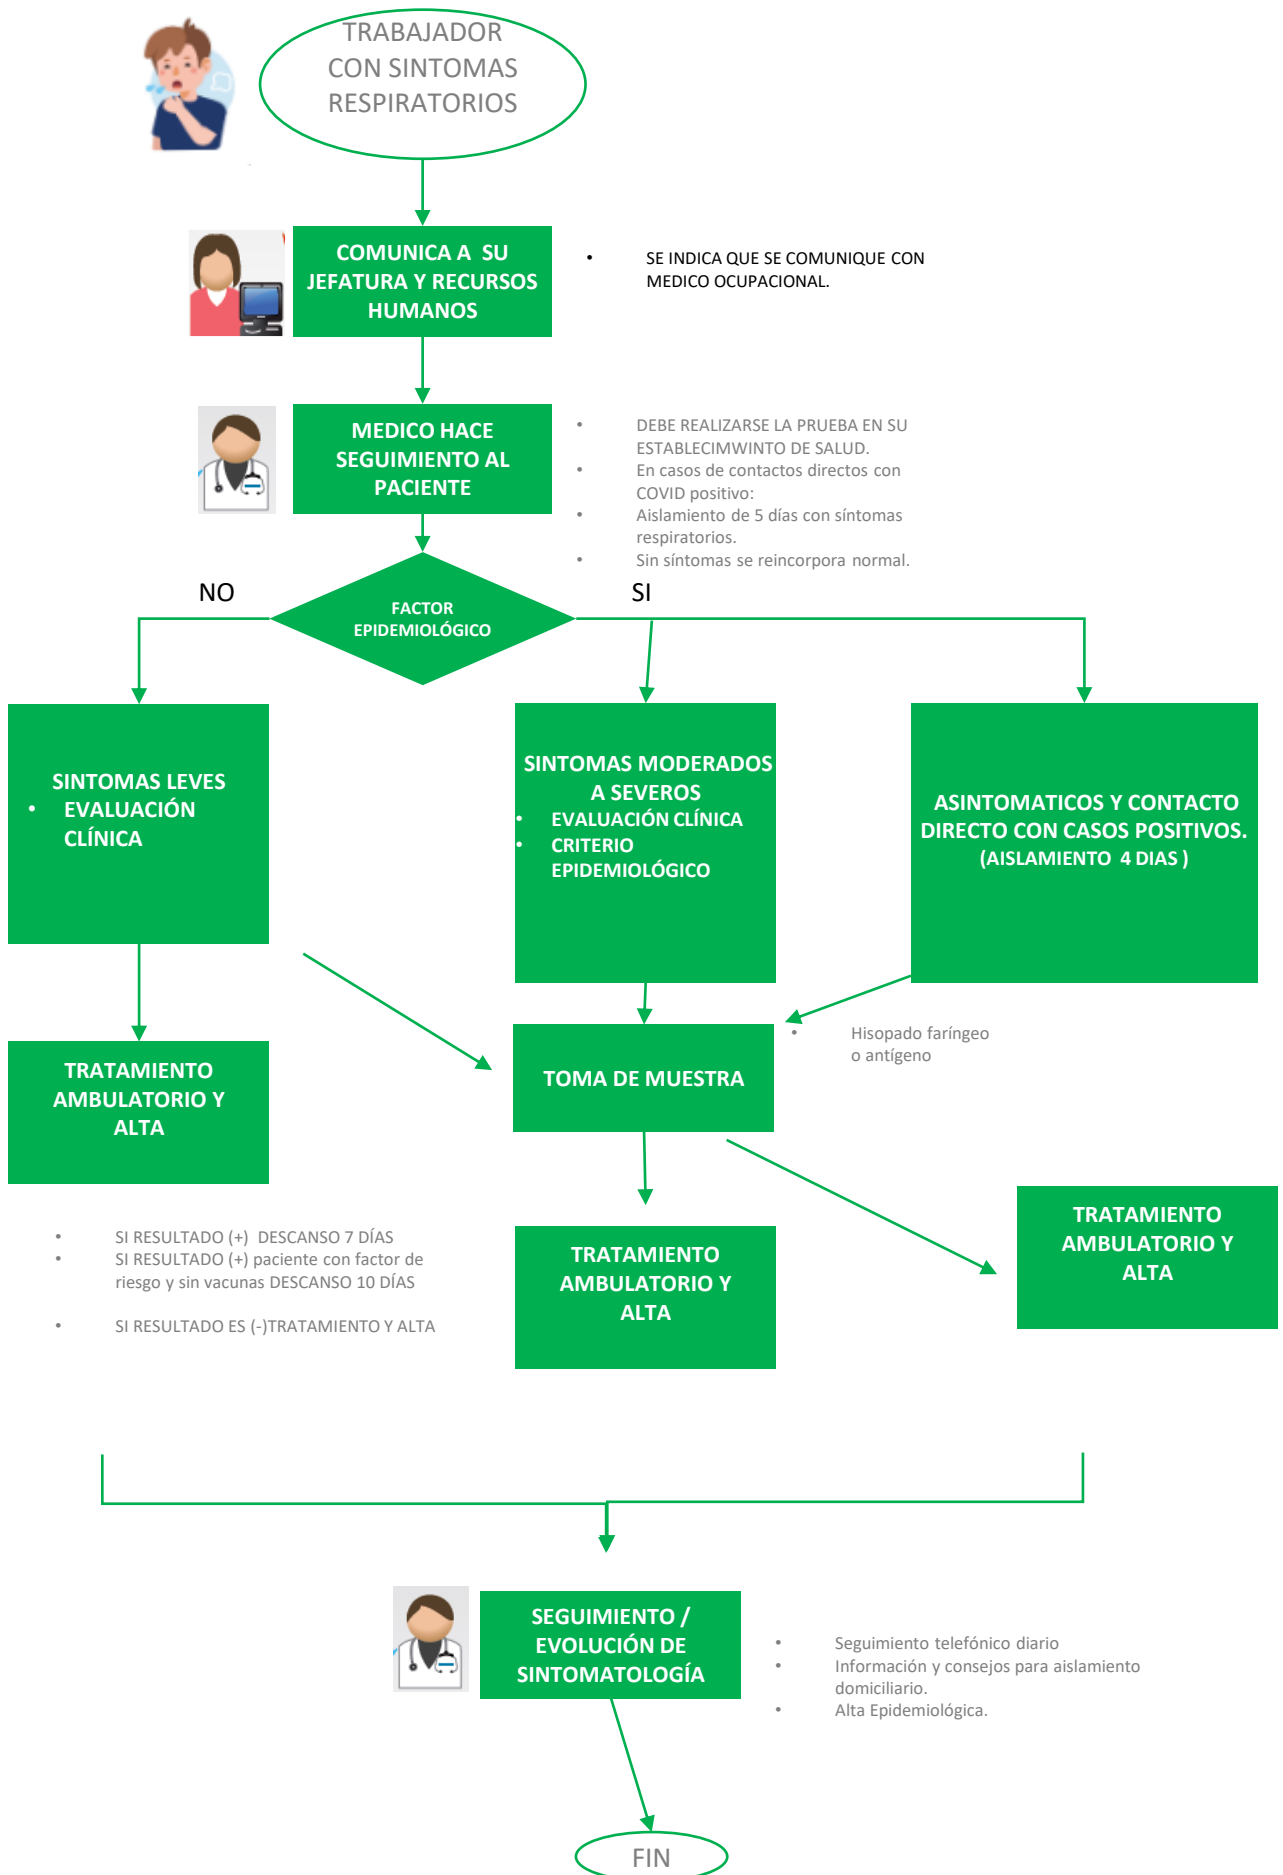 TRABAJADOR
CON SINTOMAS
RESPIRATORIOS
COMUNICA A SU
JEFATURA Y RECURSOS
HUMANOS
• SE INDICA QUE SE COMUNIQUE CON
MEDICO OCUPACIONAL.
MEDICO HACE
SEGUIMIENTO AL
PACIENTE
• DEBE REALIZARSE LA PRUEBA EN SU
ESTABLECIMWINTO DE SALUD.
• En casos de contactos directos con
COVID positivo:
• Aislamiento de 5 días con síntomas
respiratorios.
• Sin síntomas se reincorpora normal.
NO
SI
FACTOR
EPIDEMIOLÓGICO
SINTOMAS LEVES
• EVALUACIÓN
CLÍNICA
SINTOMAS MODERADOS
A SEVEROS
• EVALUACIÓN CLÍNICA
• CRITERIO
EPIDEMIOLÓGICO
ASINTOMATICOS Y CONTACTO
DIRECTO CON CASOS POSITIVOS.
(AISLAMIENTO 4 DIAS )
TRATAMIENTO
AMBULATORIO Y
ALTA
TOMA DE MUESTRA
• Hisopado faríngeo
o antígeno
• SI RESULTADO (+) DESCANSO 7 DÍAS
• SI RESULTADO (+) paciente con factor de
riesgo y sin vacunas DESCANSO 10 DÍAS
• SI RESULTADO ES (-)TRATAMIENTO Y ALTA
TRATAMIENTO
AMBULATORIO Y
ALTA
TRATAMIENTO
AMBULATORIO Y
ALTA
SEGUIMIENTO /
EVOLUCIÓN DE
SINTOMATOLOGÍA
• Seguimiento telefónico diario
• Información y consejos para aislamiento
domiciliario.
• Alta Epidemiológica.
FIN